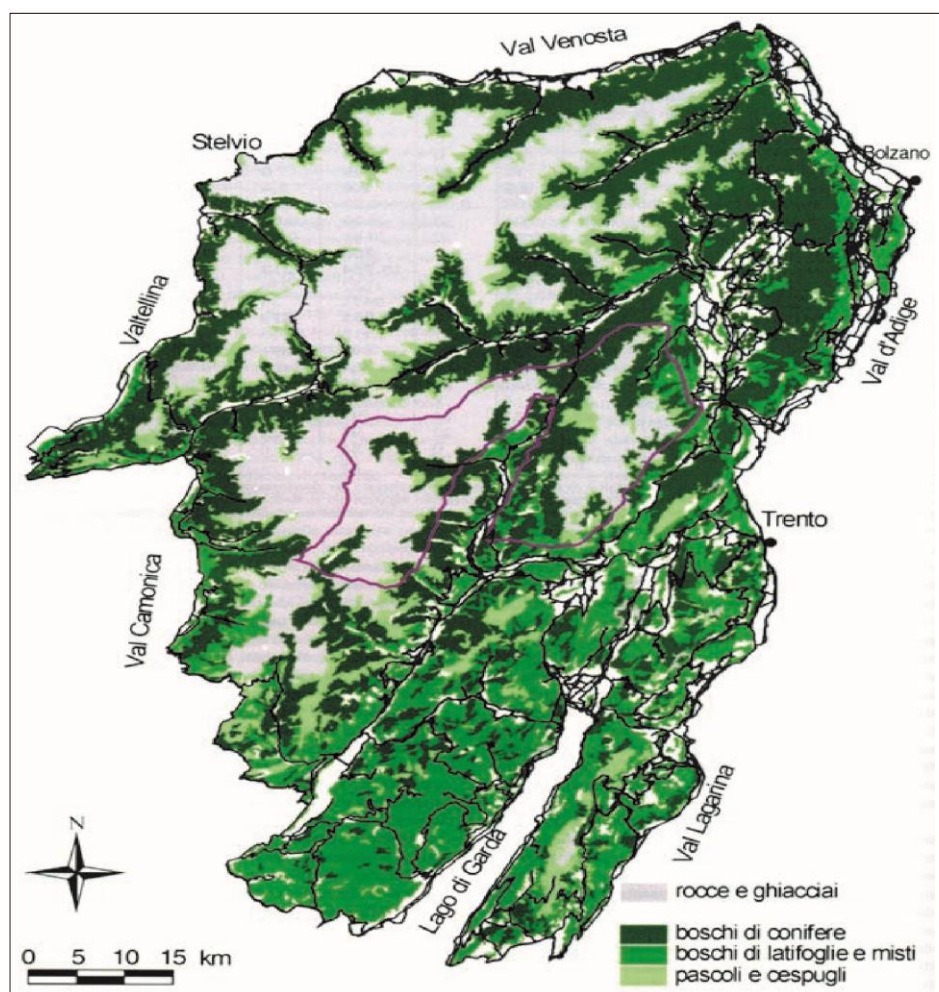 Val Venosta
Stelvio
Bolzano
Valtellina
Val d'Adige
Trento
Val Camonica
Val Lagarina
Lago di Garda
N
rocce e ghiacciai
boschi di conifere
boschi di latifoglie e misti
pascoli e cespugli
0 5 10 15 km